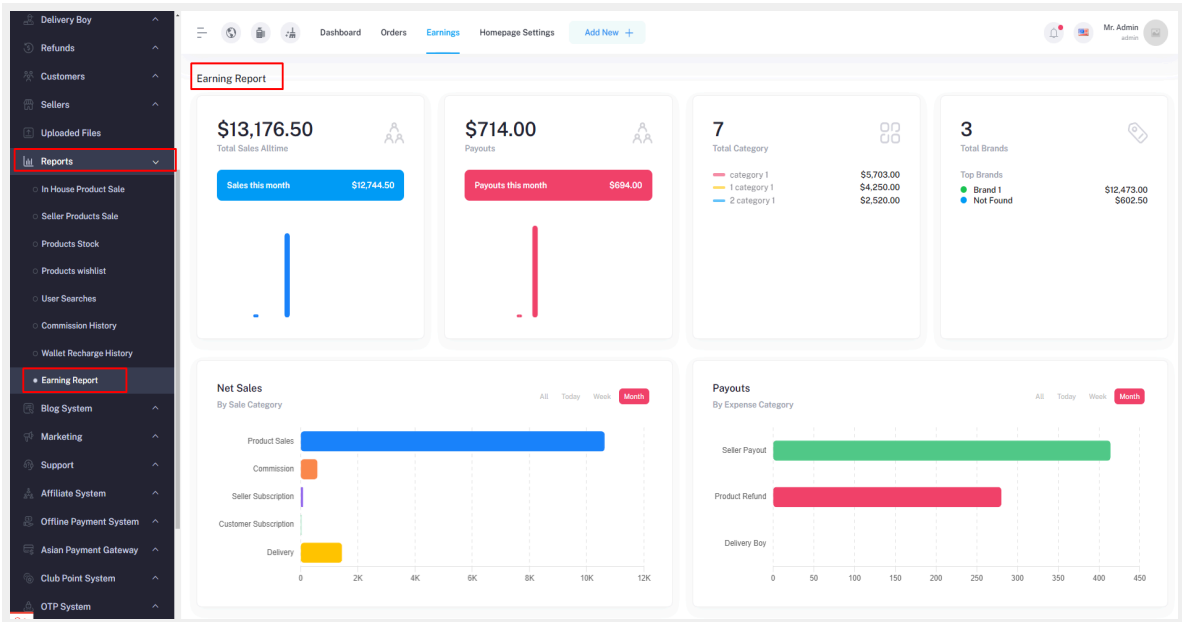 Delivery Boy
Refunds
Customers
Sellers
Uploaded Files
Reports
In House Product Sale
Seller Products Sale
Products Stock
Products wishlist
User Searches
Commission History
Wallet Recharge History
Earning Report
Blog System
Marketing
Support
Affiliate System
Offline Payment System
Asian Payment Gateway
Club Point System
OTP System
Dashboard Orders Earnings Homepage Settings Add New +
Mr. Admin
admin
Earning Report
$13,176.50
Total Sales Alltime
Sales this month $12,744.50
$714.00
Payouts
Payouts this month $694.00
7
Total Category
category 1 $5,703.00
1 category 1 $4,250.00
2 category 1 $2,520.00
3
Total Brands
Top Brands
Brand 1 $12,473.00
Not Found $602.50
Net Sales
By Sale Category
All Today Week Month
Product Sales
Commission
Seller Subscription
Customer Subscription
Delivery
0 2K 4K 6K 8K 10K 12K
Payouts
By Expense Category
All Today Week Month
Seller Payout
Product Refund
Delivery Boy
0 50 100 150 200 250 300 350 400 450